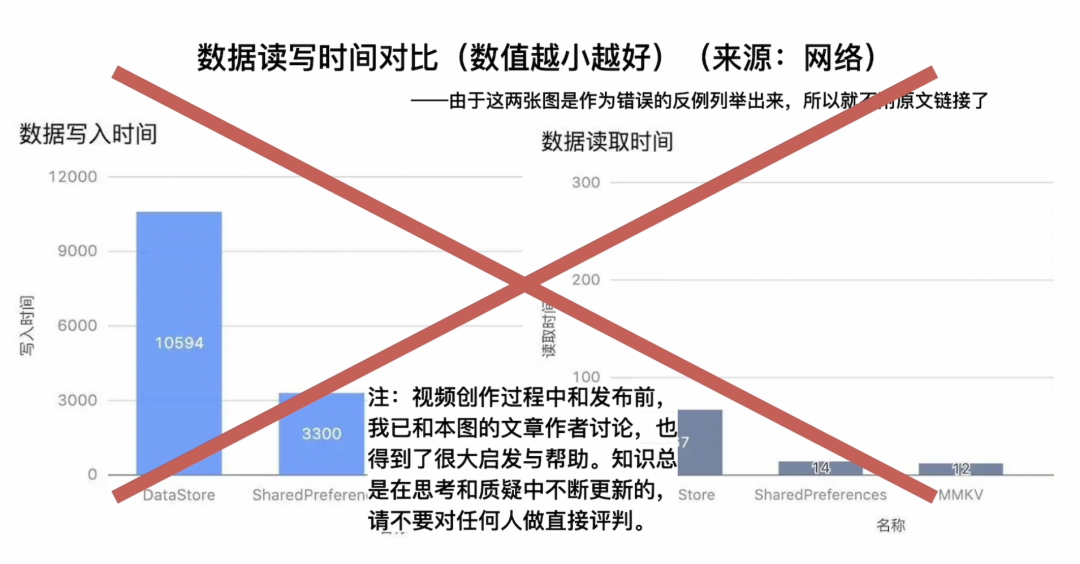 数据读写时间对比（数值越小越好）（来源：网络）
——由于这两张图是作为错误的反例列举出来，所以就不附原文链接了
数据写入时间
12000
9000
6000
3000
0
写入时间
10594
3300
DataStore
SharedPreferen
数据读取时间
300
200
100
读取时间
注：视频创作过程中和发布前，
我已和本图的文章作者讨论，也
得到了很大启发与帮助。知识总
是在思考和质疑中不断更新的，
请不要对任何人做直接评判。
7
14
12
Store
SharedPreferences
MMKV
名称